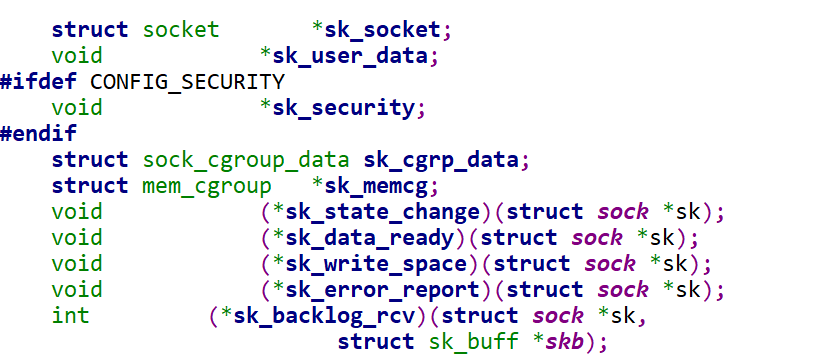 struct socket *sk_socket;
void *sk_user_data;
#ifdef CONFIG_SECURITY
void *sk_security;
#endif
struct sock_cgroup_data sk_cgrp_data;
struct mem_cgroup *sk_memcg;
void (*sk_state_change)(struct sock *sk);
void (*sk_data_ready)(struct sock *sk);
void (*sk_write_space)(struct sock *sk);
void (*sk_error_report)(struct sock *sk);
int (*sk_backlog_rcv)(struct sock *sk,
struct sk_buff *skb);